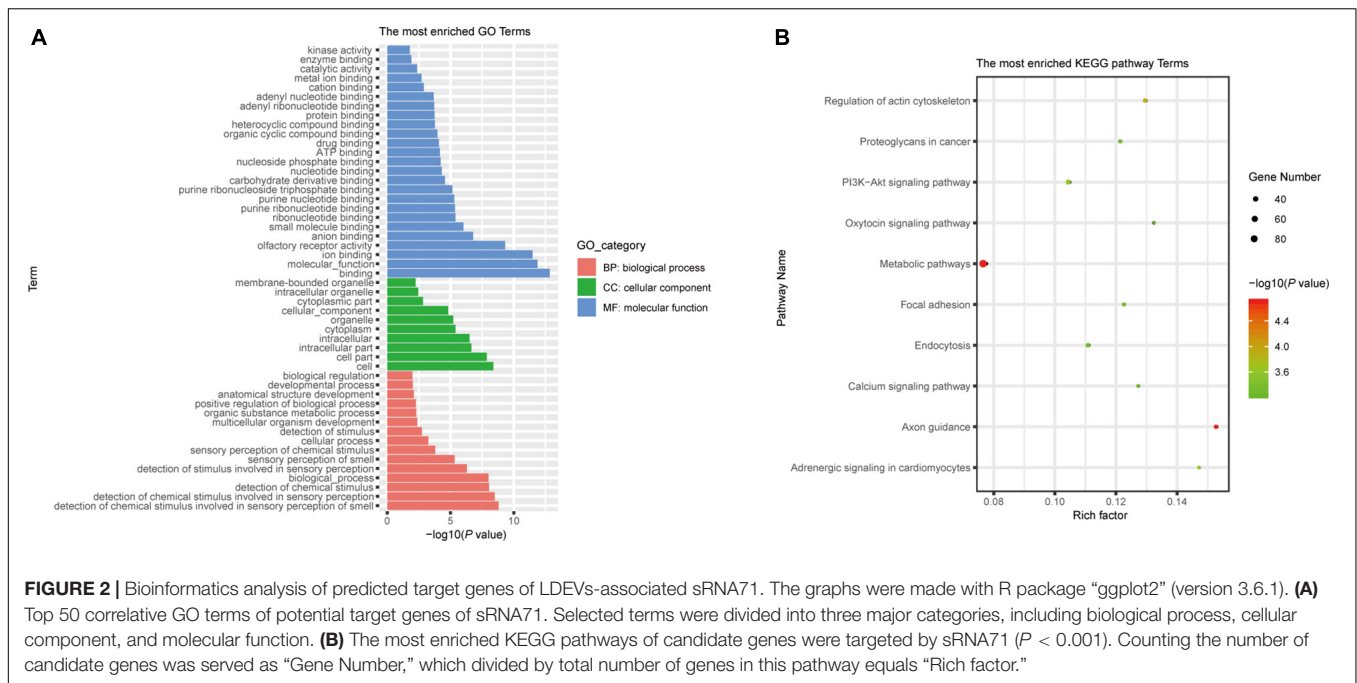 A
The most enriched GO Terms
kinase activity
enzyme binding
catalytic activity
metal ion binding
cation binding
adenyl nucleotide binding
adenyl ribonucleotide binding
protein binding
heterocyclic compound binding
organic cyclic compound binding
drug binding
ATP binding
nucleoside phosphate binding
nucleotide binding
carbohydrate derivative binding
purine ribonucleoside triphosphate binding
purine nucleotide binding
purine ribonucleotide binding
ribonucleotide binding
small molecule binding
anion binding
olfactory receptor activity
ion binding
molecular_function
binding
membrane-bounded organelle
intracellular organelle
cytoplasmic part
cellular_component
organelle
cytoplasm
intracellular
intracellular part
cell part
cell
biological regulation
developmental process
anatomical structure development
positive regulation of biological process
organic substance metabolic process
multicellular organism development
detection of stimulus
cellular process
sensory perception of chemical stimulus
sensory perception of smell
detection of stimulus involved in sensory perception
biological_process
detection of chemical stimulus
detection of chemical stimulus involved in sensory perception
detection of chemical stimulus involved in sensory perception of smell
Term
0 5 10
−log10(P value)
GO_category
BP: biological process
CC: cellular component
MF: molecular function
B
The most enriched KEGG pathway Terms
Regulation of actin cytoskeleton
Proteoglycans in cancer
PI3K−Akt signaling pathway
Oxytocin signaling pathway
Metabolic pathways
Focal adhesion
Endocytosis
Calcium signaling pathway
Axon guidance
Adrenergic signaling in cardiomyocytes
Pathway Name
0.08 0.10 0.12 0.14
Rich factor
Gene Number
40
60
80
−log10(P value)
4.4
4.0
3.6
FIGURE 2 | Bioinformatics analysis of predicted target genes of LDEVs-associated sRNA71. The graphs were made with R package “ggplot2” (version 3.6.1). (A)
Top 50 correlative GO terms of potential target genes of sRNA71. Selected terms were divided into three major categories, including biological process, cellular
component, and molecular function. (B) The most enriched KEGG pathways of candidate genes were targeted by sRNA71 (P < 0.001). Counting the number of
candidate genes was served as “Gene Number,” which divided by total number of genes in this pathway equals “Rich factor.”